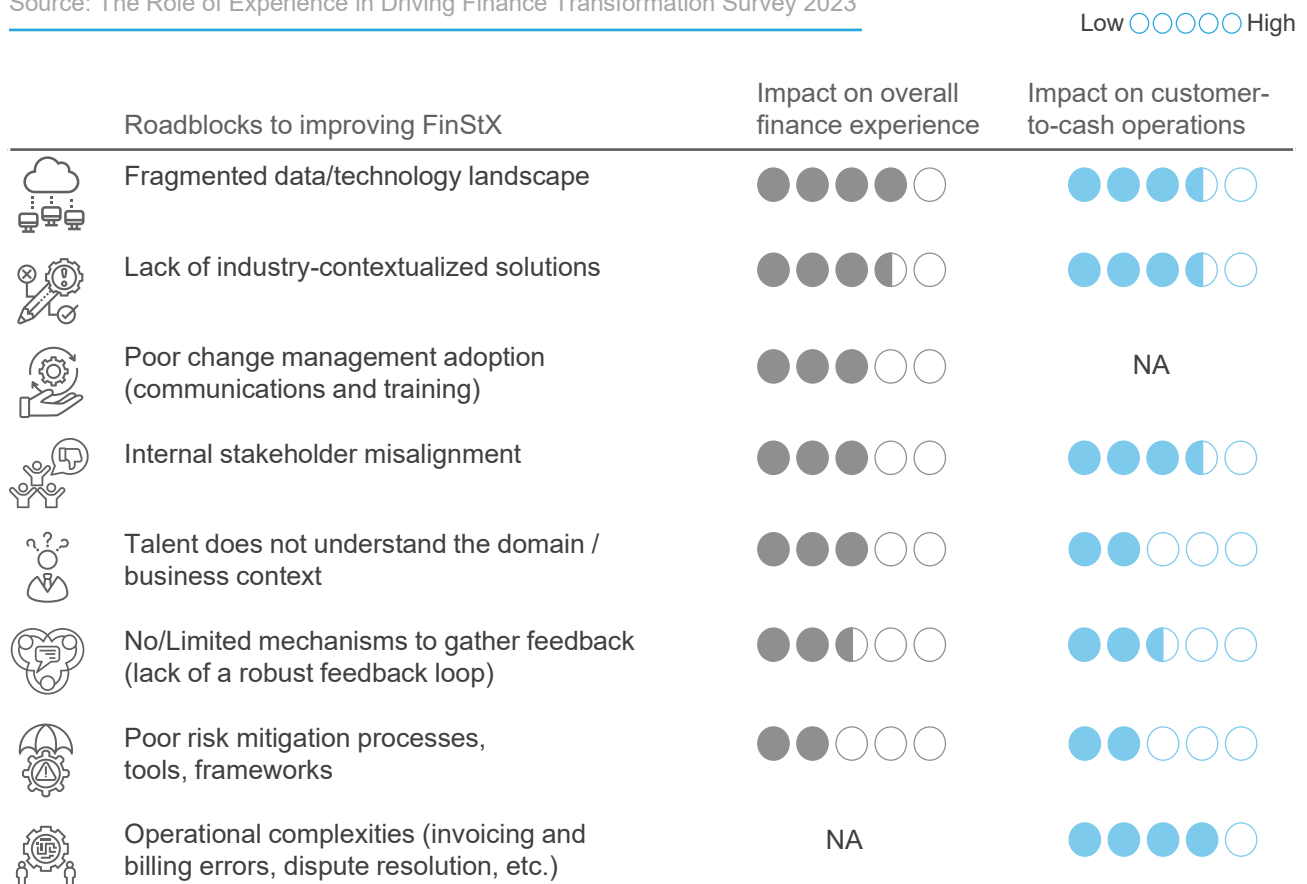 Source: The Role of Experience in Driving Finance Transformation Survey 2023
Low High
Roadblocks to improving FinStX
Impact on overall
finance experience
Impact on customer-
to-cash operations
Fragmented data/technology landscape
Lack of industry-contextualized solutions
Poor change management adoption
(communications and training)
NA
Internal stakeholder misalignment
Talent does not understand the domain /
business context
No/Limited mechanisms to gather feedback
(lack of a robust feedback loop)
Poor risk mitigation processes,
tools, frameworks
Operational complexities (invoicing and
billing errors, dispute resolution, etc.)
NA